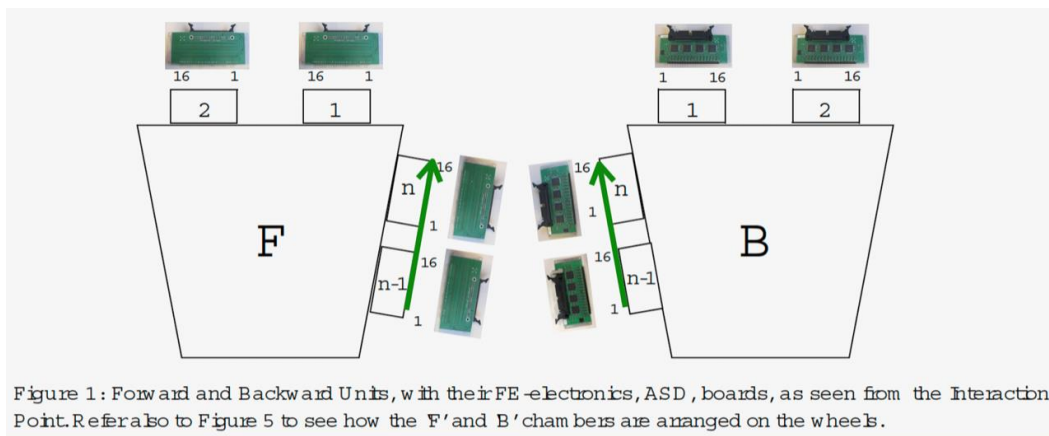 16 1 16 1 1 16 1 16
2 1 1 2
16 16
n n
1 1
F B
16 16
n-1 n-1
1 1
Figure 1: Forward and Backward Units, with their FE-electronics, ASD, boards, as seen from the Interaction
Point. Refer also to Figure 5 to see how the 'F' and 'B' chambers are arranged on the wheels.